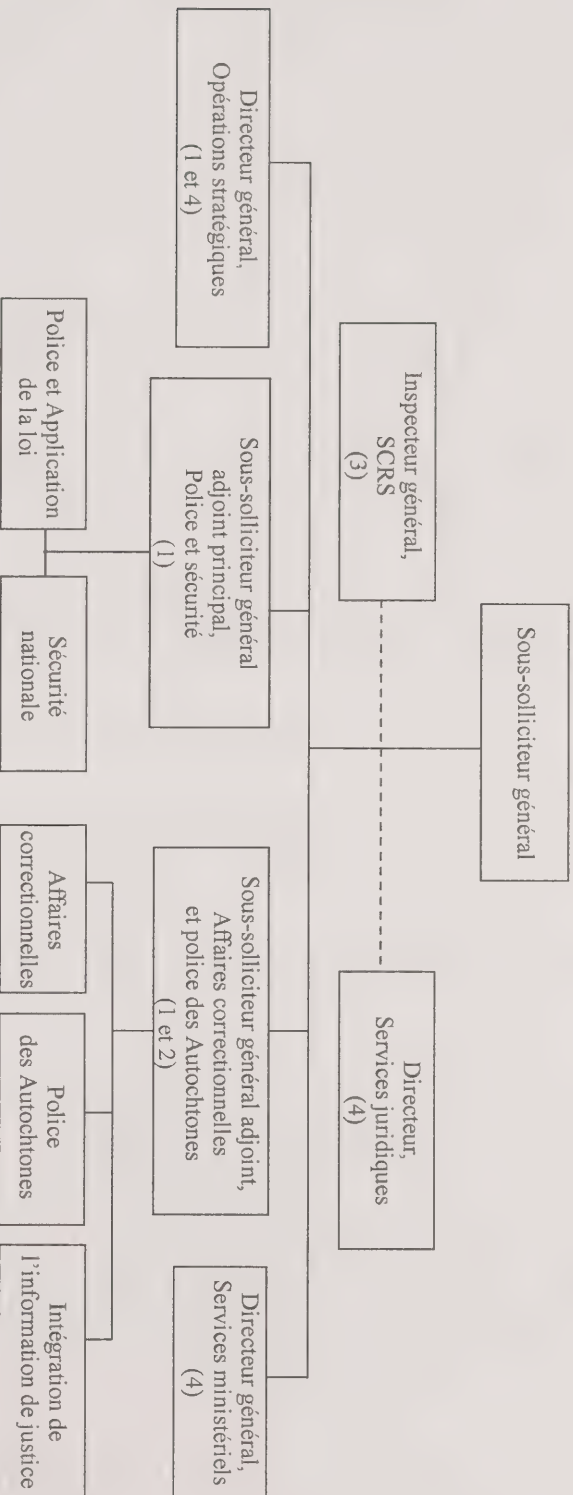 Sous-solliciteur général
Inspecteur général,
SCRS
(3)
Directeur,
Services juridiques
(4)
Directeur général,
Opérations stratégiques
(1 et 4)
Sous-solliciteur général
adjoint principal,
Police et sécurité
(1)
Sous-solliciteur général adjoint,
Affaires correctionnelles
et police des Autochtones
(1 et 2)
Directeur général,
Services ministériels
(4)
Police et Application
de la loi
Sécurité
nationale
Affaires
correctionnelles
Police
des Autochtones
Intégration de
l'information de justice